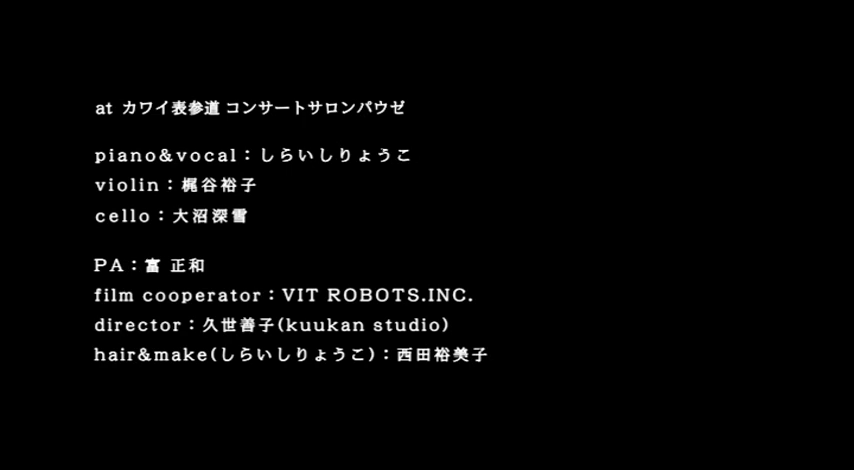 at カワイ表参道 コンサートサロンパウゼ
piano&vocal：しらいしりょうこ
violin：梶谷裕子
cello：大沼深雪
PA：富 正和
film cooperator：VIT ROBOTS.INC.
director：久世善子(kuukan studio)
hair&make(しらいしりょうこ)：西田裕美子